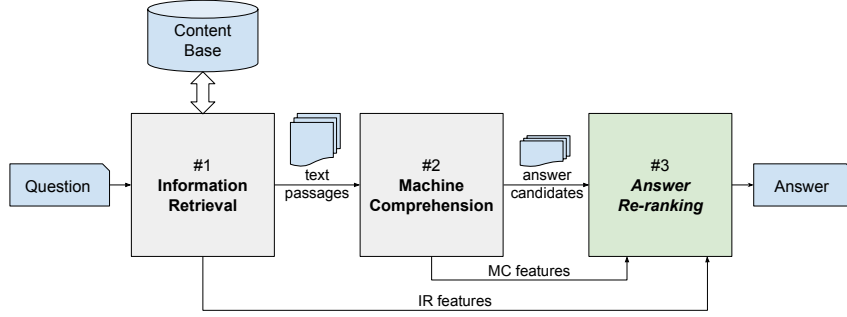 Content
Base
Question
#1
Information
Retrieval
text
passages
#2
Machine
Comprehension
answer
candidates
#3
Answer
Re-ranking
Answer
MC features
IR features